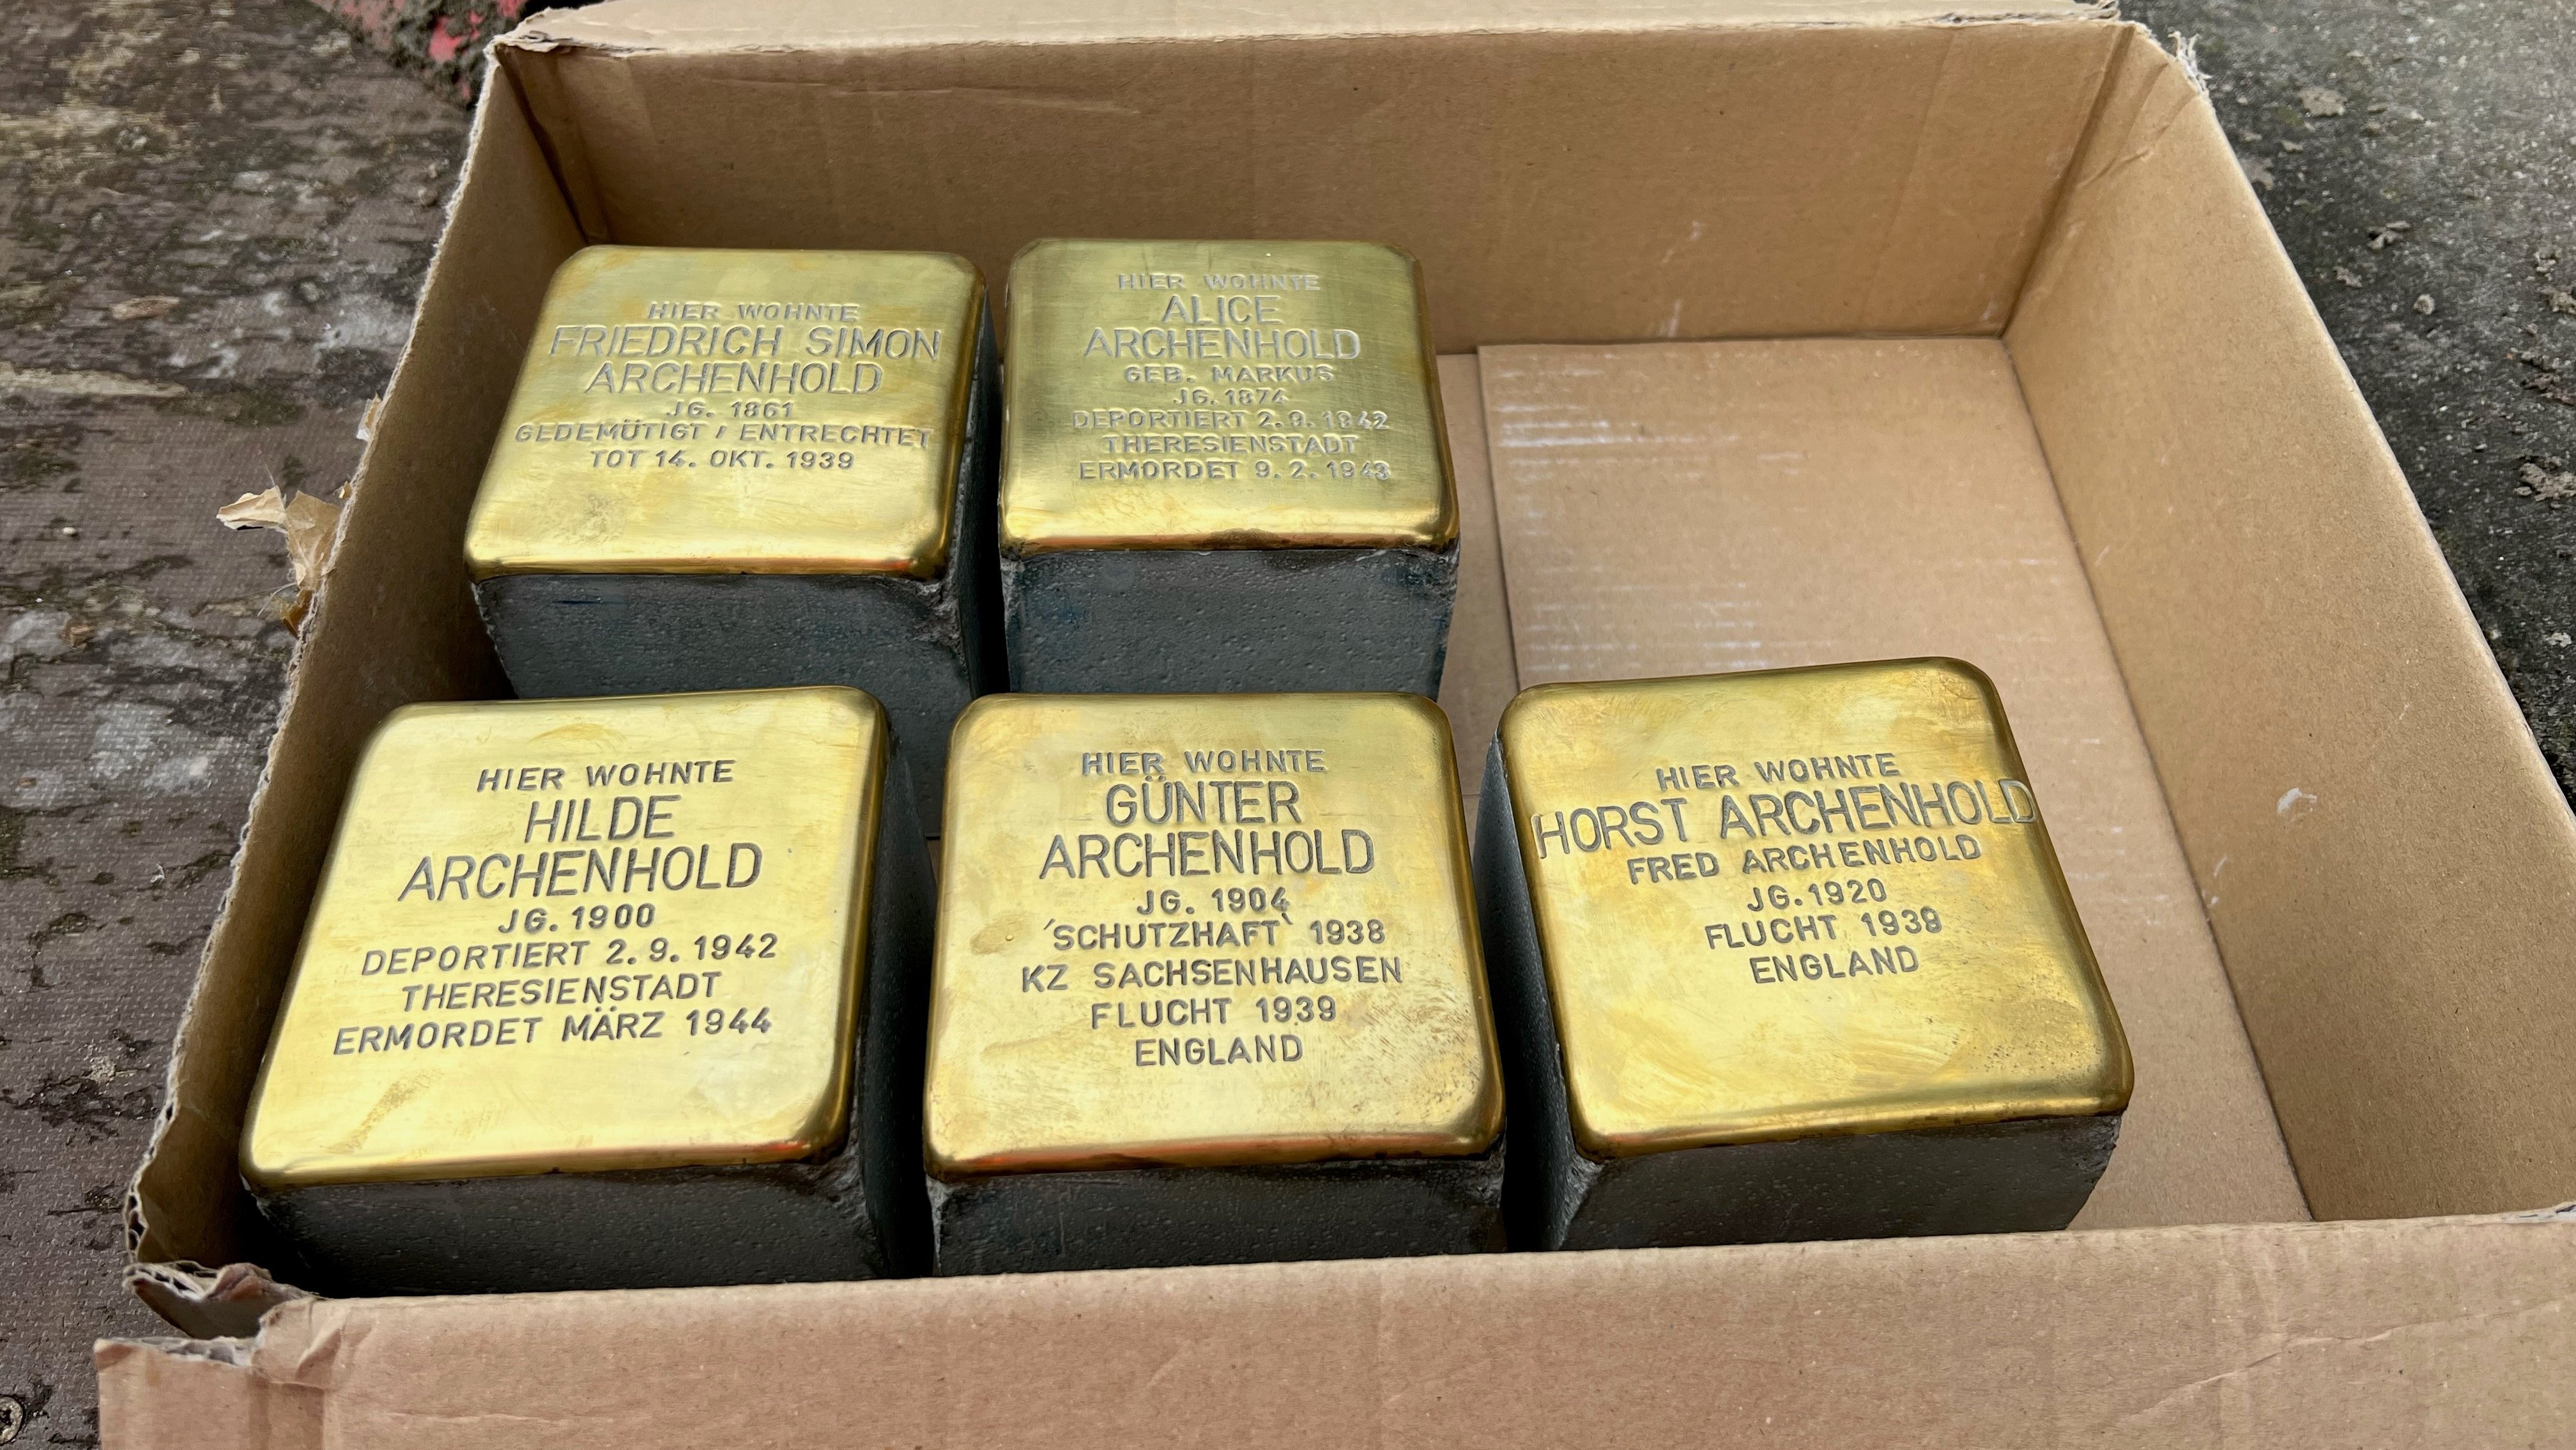 HIER WOHNTE
FRIEDRICH SIMON
ARCHENHOLD
JG. 1861
GEDEMÜTIGT / ENTRECHTET
TOT 14. OKT. 1939
HIER WOHNTE
ALICE
ARCHENHOLD
GEB. MARKUS
JG. 1874
DEPORTIERT 2.9.1942
THERESIENSTADT
ERMORDET 9.2.1943
HIER WOHNTE
HILDE
ARCHENHOLD
JG. 1900
DEPORTIERT 2.9.1942
THERESIENSTADT
ERMORDET MÄRZ 1944
HIER WOHNTE
GÜNTER
ARCHENHOLD
JG. 1904
'SCHUTZHAFT' 1938
KZ SACHSENHAUSEN
FLUCHT 1939
ENGLAND
HIER WOHNTE
HORST ARCHENHOLD
FRED ARCHENHOLD
JG. 1920
FLUCHT 1939
ENGLAND